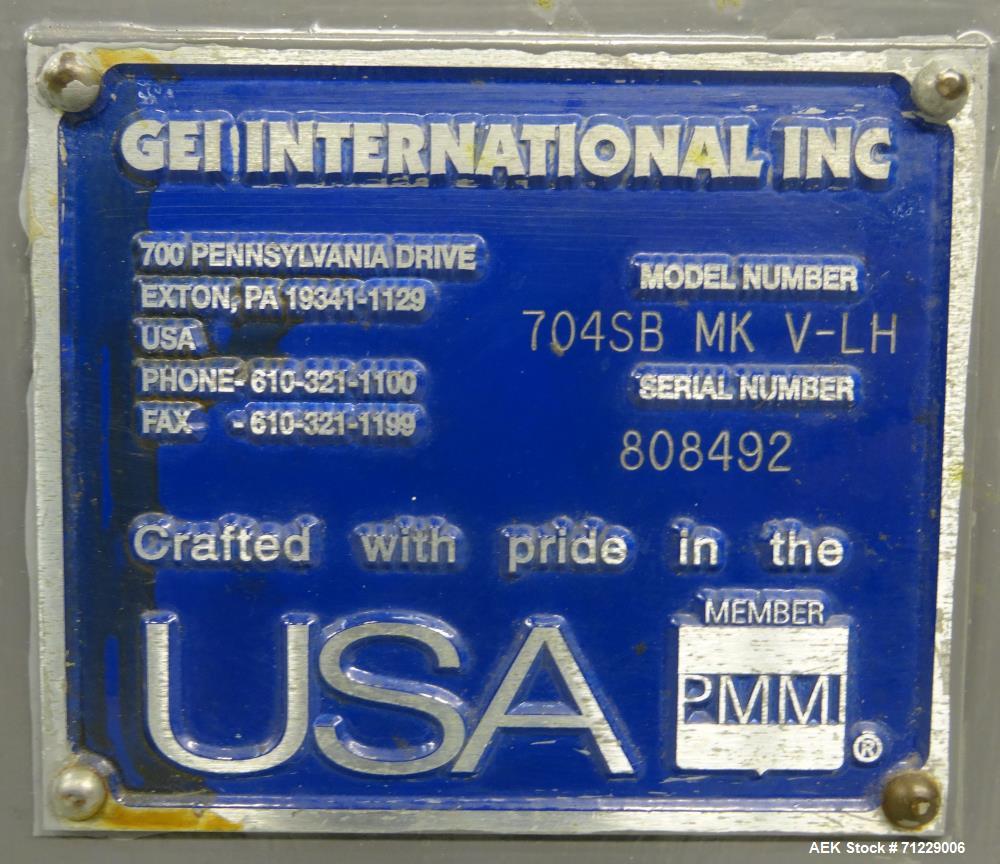 GEI INTERNATIONAL INC
700 PENNSYLVANIA DRIVE
EXTON, PA 19341-1129
USA
PHONE- 610-321-1100
FAX - 610-321-1199
MODEL NUMBER
704SB MK V-LH
SERIAL NUMBER
808492
Crafted with pride in the
USA
MEMBER
PMMI
®
AEK Stock # 71229006